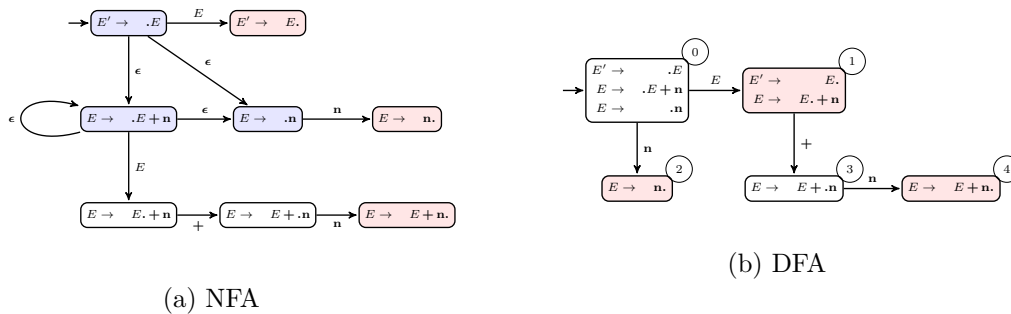 E′ → .E
E
E′ → E.
ϵ
ϵ
ϵ
E → .E + n
ϵ
E → .n
n
E → n.
E
E → E. + n
+
E → E + .n
n
E → E + n.
(a) NFA
0
E′ → .E
E → .E + n
E → .n
E
1
E′ → E.
E → E. + n
n
+
2
E → n.
3
E → E + .n
n
4
E → E + n.
(b) DFA